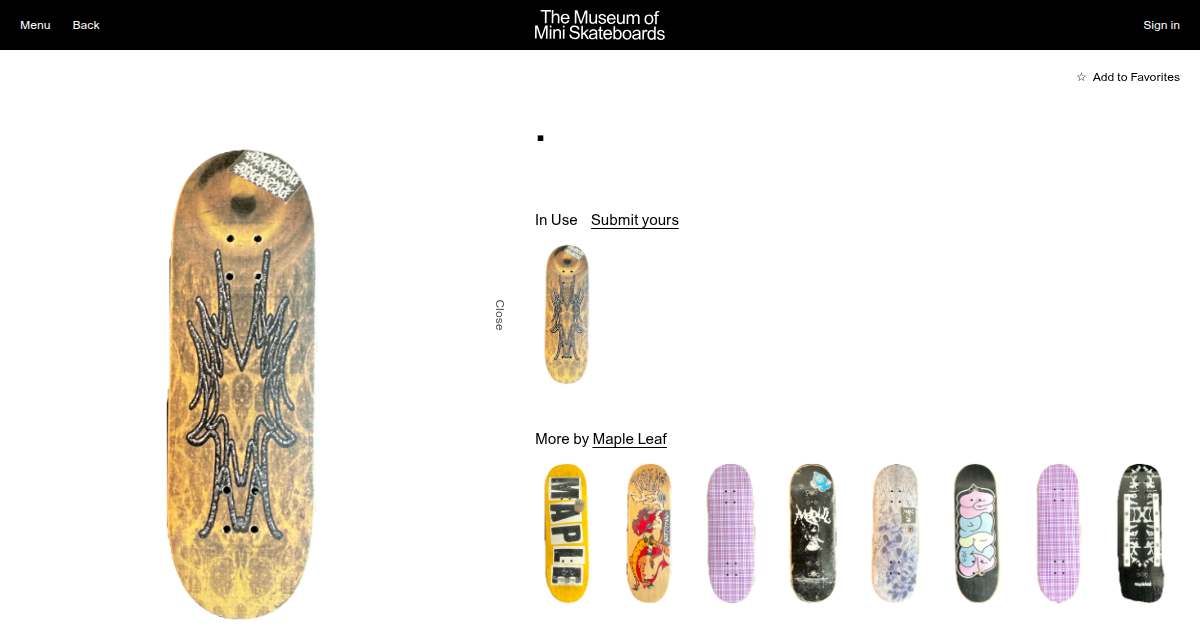 Menu
Back
The Museum of
Mini Skateboards
Sign in
☆ Add to Favorites
.
In Use
Submit yours
Close
More by Maple Leaf
MAPLE